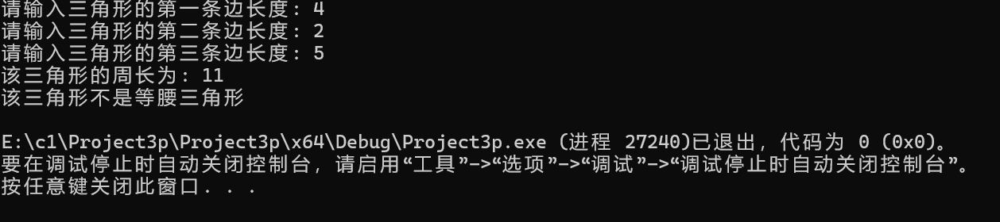 请输入三角形的第一条边长度: 4
请输入三角形的第二条边长度: 2
请输入三角形的第三条边长度: 5
该三角形的周长为: 11
该三角形不是等腰三角形
E:\c1\Project3p\Project3p\x64\Debug\Project3p.exe (进程 27240)已退出，代码为 0 (0x0)。
要在调试停止时自动关闭控制台，请启用“工具”->“选项”->“调试”->“调试停止时自动关闭控制台”。
按任意键关闭此窗口. . .